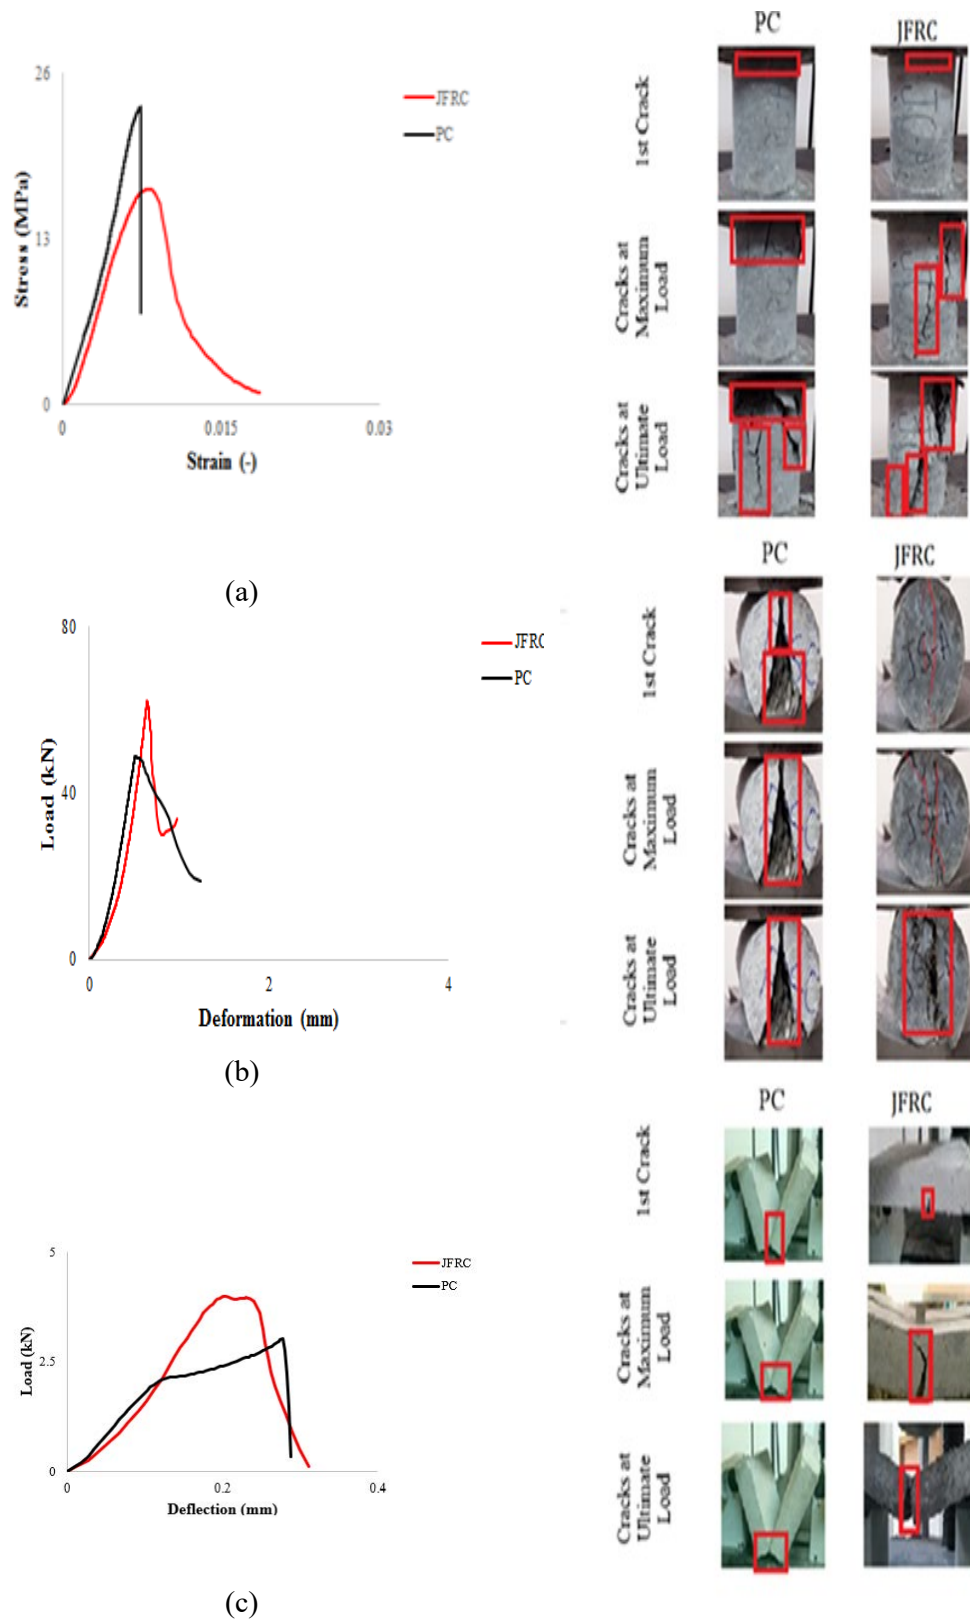 PC
JFRC
26
13
0
0
0.015
0.03
Stress (MPa)
Strain (-)
JFRC
PC
1st Crack
Cracks at
Maximum
Load
Cracks at
Ultimate
Load
(a)
PC
JFRC
80
40
0
0
2
4
Load (kN)
Deformation (mm)
JFRC
PC
1st Crack
Cracks at
Maximum
Load
Cracks at
Ultimate
Load
(b)
PC
JFRC
5
2.5
0
0
0.2
0.4
Load (kN)
Deflection (mm)
JFRC
PC
1st Crack
Cracks at
Maximum
Load
Cracks at
Ultimate
Load
(c)